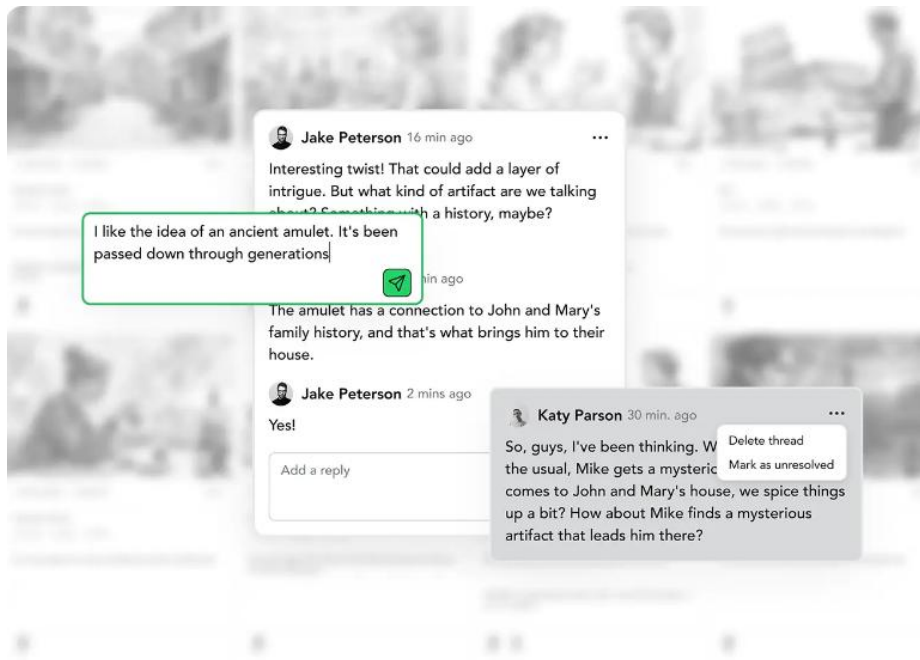 Jake Peterson 16 min ago
Interesting twist! That could add a layer of
intrigue. But what kind of artifact are we talking
about? Something with a history, maybe?
I like the idea of an ancient amulet. It's been
passed down through generations
min ago
The amulet has a connection to John and Mary's
family history, and that's what brings him to their
house.
Jake Peterson 2 mins ago
Yes!
Add a reply
Katy Parson 30 min. ago
So, guys, I've been thinking. W
the usual, Mike gets a mysteric
comes to John and Mary's house, we spice things
up a bit? How about Mike finds a mysterious
artifact that leads him there?
Delete thread
Mark as unresolved